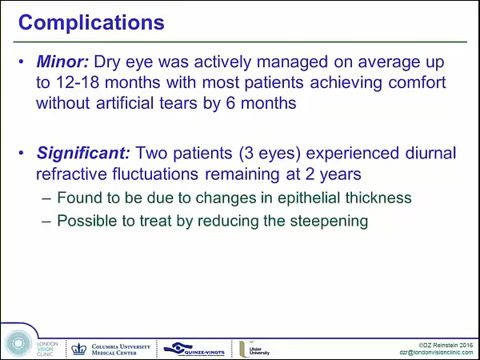 Complications
• Minor: Dry eye was actively managed on average up
to 12-18 months with most patients achieving comfort
without artificial tears by 6 months
• Significant: Two patients (3 eyes) experienced diurnal
refractive fluctuations remaining at 2 years
– Found to be due to changes in epithelial thickness
– Possible to treat by reducing the steepening
LONDON
VISION
CLINIC
COLUMBIA UNIVERSITY
MEDICAL CENTER
QUINZE-VINGTS
Ulster
University
©DZ Reinstein 2016
dzr@londonvisionclinic.com